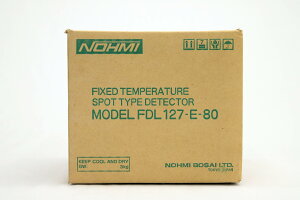 NOHMI
FIXED TEMPERATURE
SPOT TYPE DETECTOR
MODEL FDL127-E-80
KEEP COOL AND DRY
NOHMI BOSAI LTD.
TOKYO JAPAN